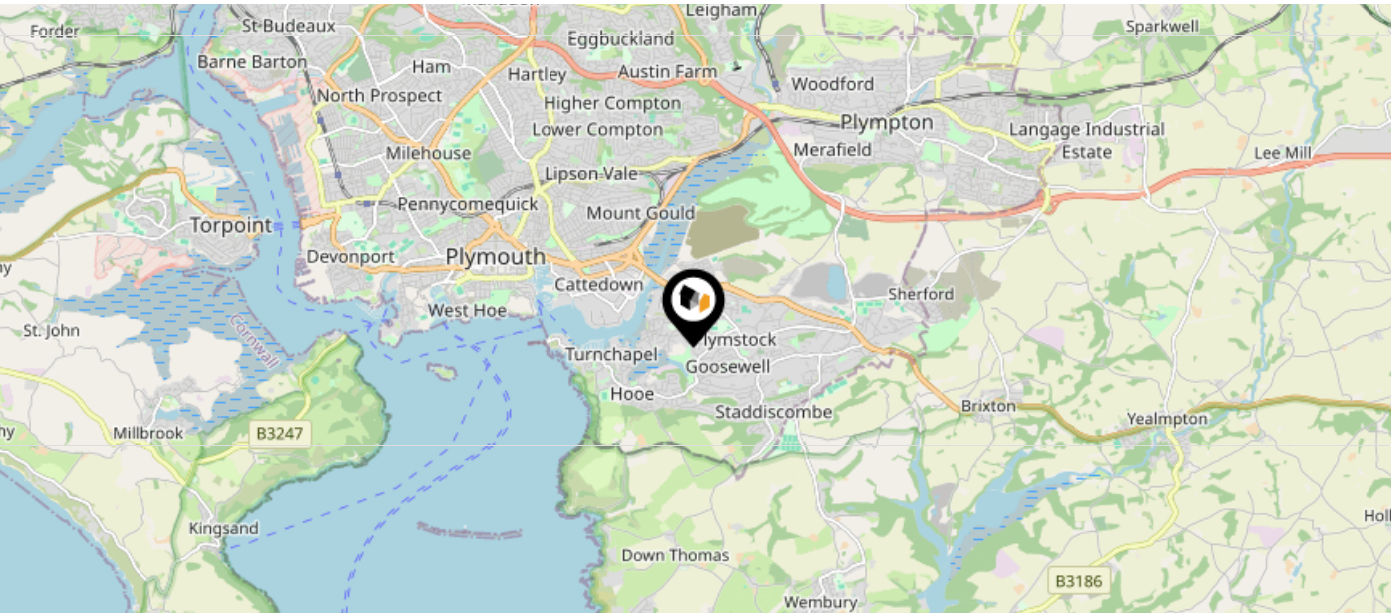 Leigham
Forder
St Budeaux
Sparkwell
Eggbuckland
Barne Barton
Ham
Hartley
Austin Farm
Woodford
North Prospect
Higher Compton
Plympton
Lower Compton
Langage Industrial
Estate
Milehouse
Merafield
Lee Mill
Lipson Vale
Pennycomequick
Mount Gould
Torpoint
Devonport
Plymouth
Cattedown
Sherford
West Hoe
St. John
Cornwall
lymstock
Turnchapel
Goosewell
Hooe
Staddiscombe
Brixton
Yealmpton
Millbrook
B3247
Kingsand
Holl
Down Thomas
B3186
Wembury